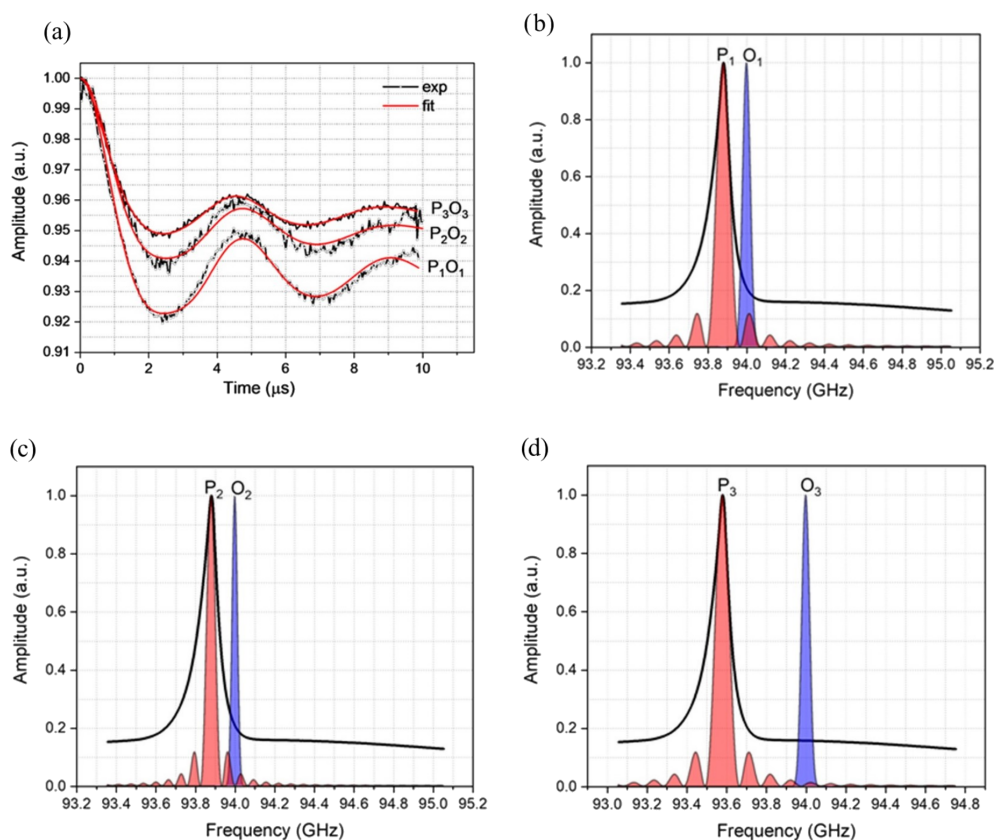 (a)
1.00
0.99
0.98
0.97
0.96
0.95
0.94
0.93
0.92
0.91
Amplitude (a.u.)
exp
fit
P3O3
P2O2
P1O1
0 2 4 6 8 10
Time (μs)
(b)
P1 O1
1.0
0.8
0.6
0.4
0.2
0.0
Amplitude (a.u.)
93.2 93.4 93.6 93.8 94.0 94.2 94.4 94.6 94.8 95.0 95.2
Frequency (GHz)
(c)
P2 O2
1.0
0.8
0.6
0.4
0.2
0.0
Amplitude (a.u.)
93.2 93.4 93.6 93.8 94.0 94.2 94.4 94.6 94.8 95.0 95.2
Frequency (GHz)
(d)
P3 O3
1.0
0.8
0.6
0.4
0.2
0.0
Amplitude (a.u.)
93.0 93.2 93.4 93.6 93.8 94.0 94.2 94.4 94.6 94.8
Frequency (GHz)